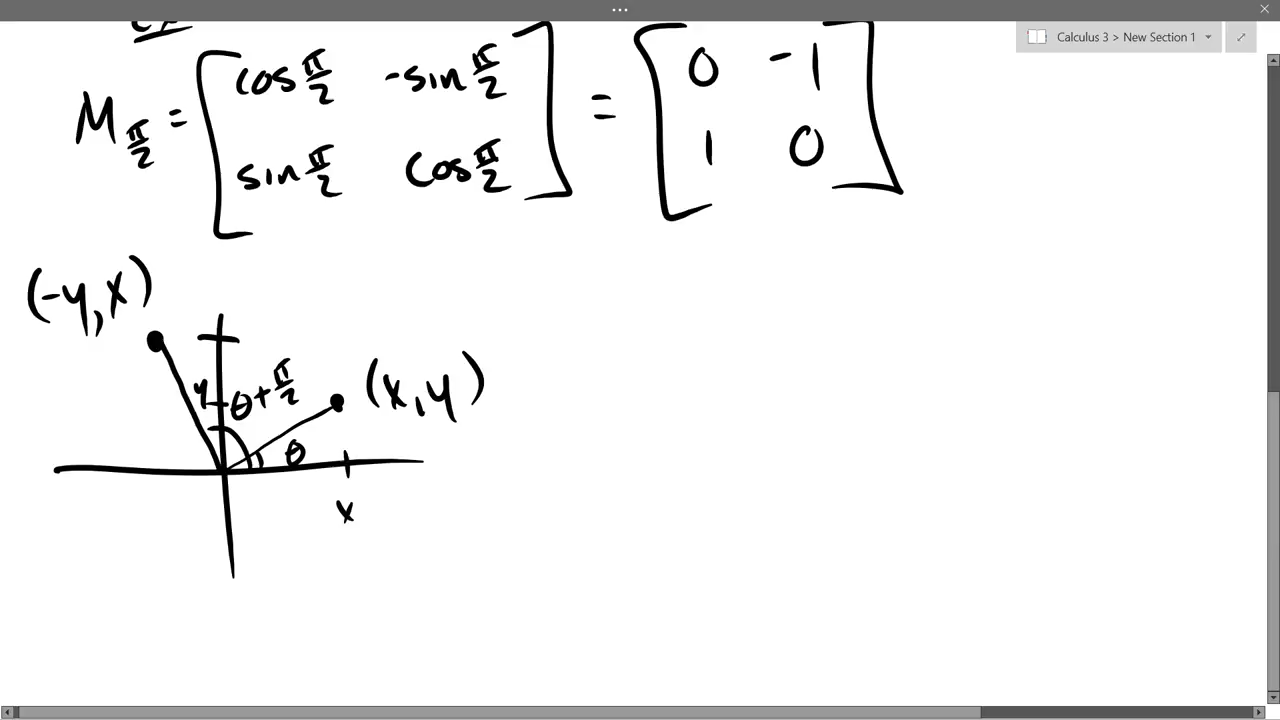 Calculus 3 > New Section 1
M_{π/2} = [cos π/2 -sin π/2 = [0 -1
sin π/2 cos π/2] 1 0]
(-y, x)
y θ + π/2 (x, y)
θ
x